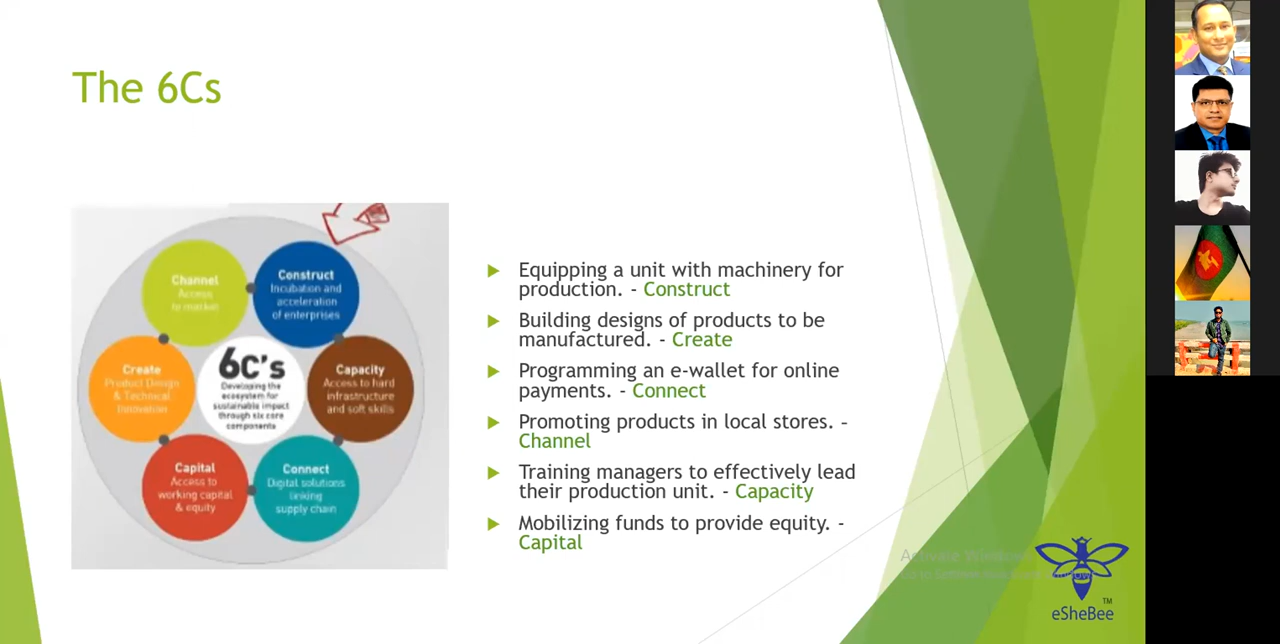 The 6Cs
Channel
Access
to market
Construct
Incubation and
acceleration
of enterprises
Create
Product Design
& Technical
Innovation
6C's
Developing the
ecosystem for
sustainable impact
through six core
components
Capacity
Access to hard
infrastructure
and soft skills
Capital
Access to
working capital
& equity
Connect
Digital solutions
linking
supply chain
Equipping a unit with machinery for
production. - Construct
Building designs of products to be
manufactured. - Create
Programming an e-wallet for online
payments. - Connect
Promoting products in local stores. -
Channel
Training managers to effectively lead
their production unit. - Capacity
Mobilizing funds to provide equity. -
Capital
Activate Windows
TM
eSheBee